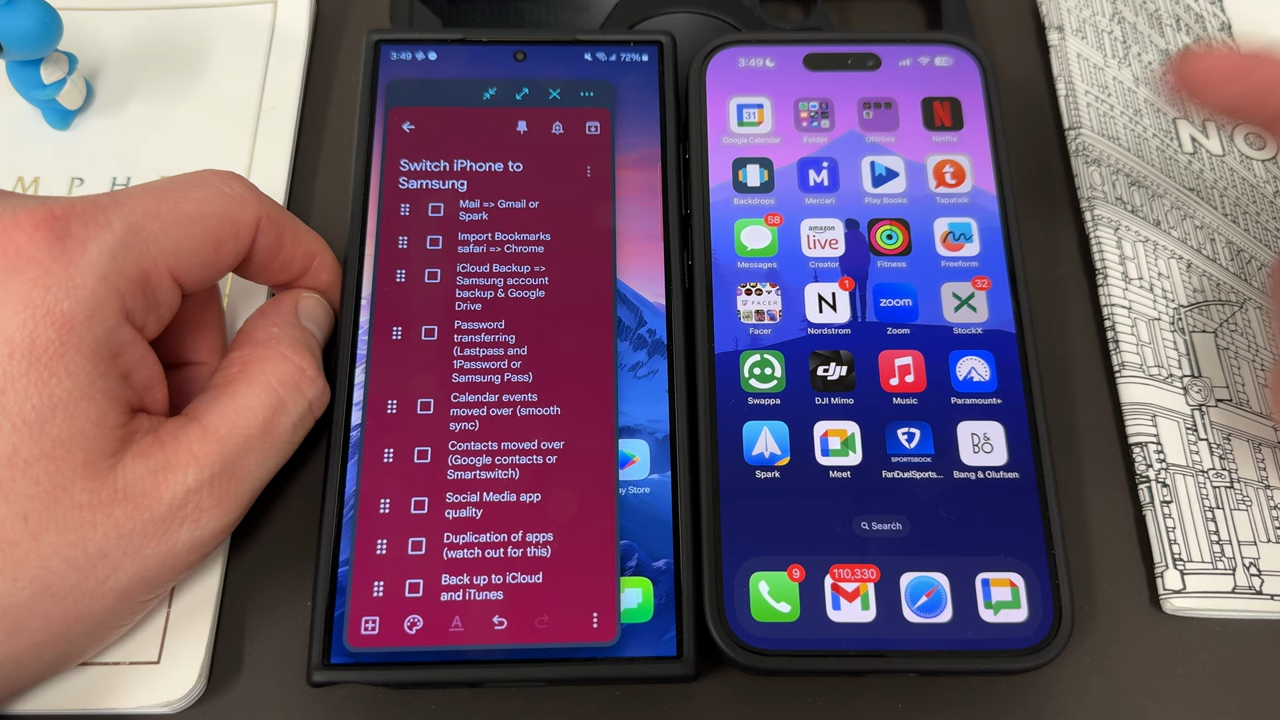 MPH
3:49
72%
Switch iPhone to
Samsung
Mail => Gmail or
Spark
Import Bookmarks
safari => Chrome
iCloud Backup =>
Samsung account
backup & Google
Drive
Password
transferring
(Lastpass and
1Password or
Samsung Pass)
Calendar events
moved over (smooth
sync)
Contacts moved over
(Google contacts or
Smartswitch)
Social Media app
quality
Duplication of apps
(watch out for this)
Back up to iCloud
and iTunes
A
ay Store
3:49
31
Google Calendar
Folder
Utilities
Netflix
Backdrops
Mercari
Play Books
Tapatalk
58
amazon
live
Messages
Creator
Fitness
Freeform
FACER
N
1
zoom
32
Facer
Nordstrom
Zoom
StockX
dji
Swappa
DJI Mimo
Music
Paramount+
SPORTSBOOK
B&O
Spark
Meet
FanDuelSports...
Bang & Olufsen
Search
9
110,330
NO